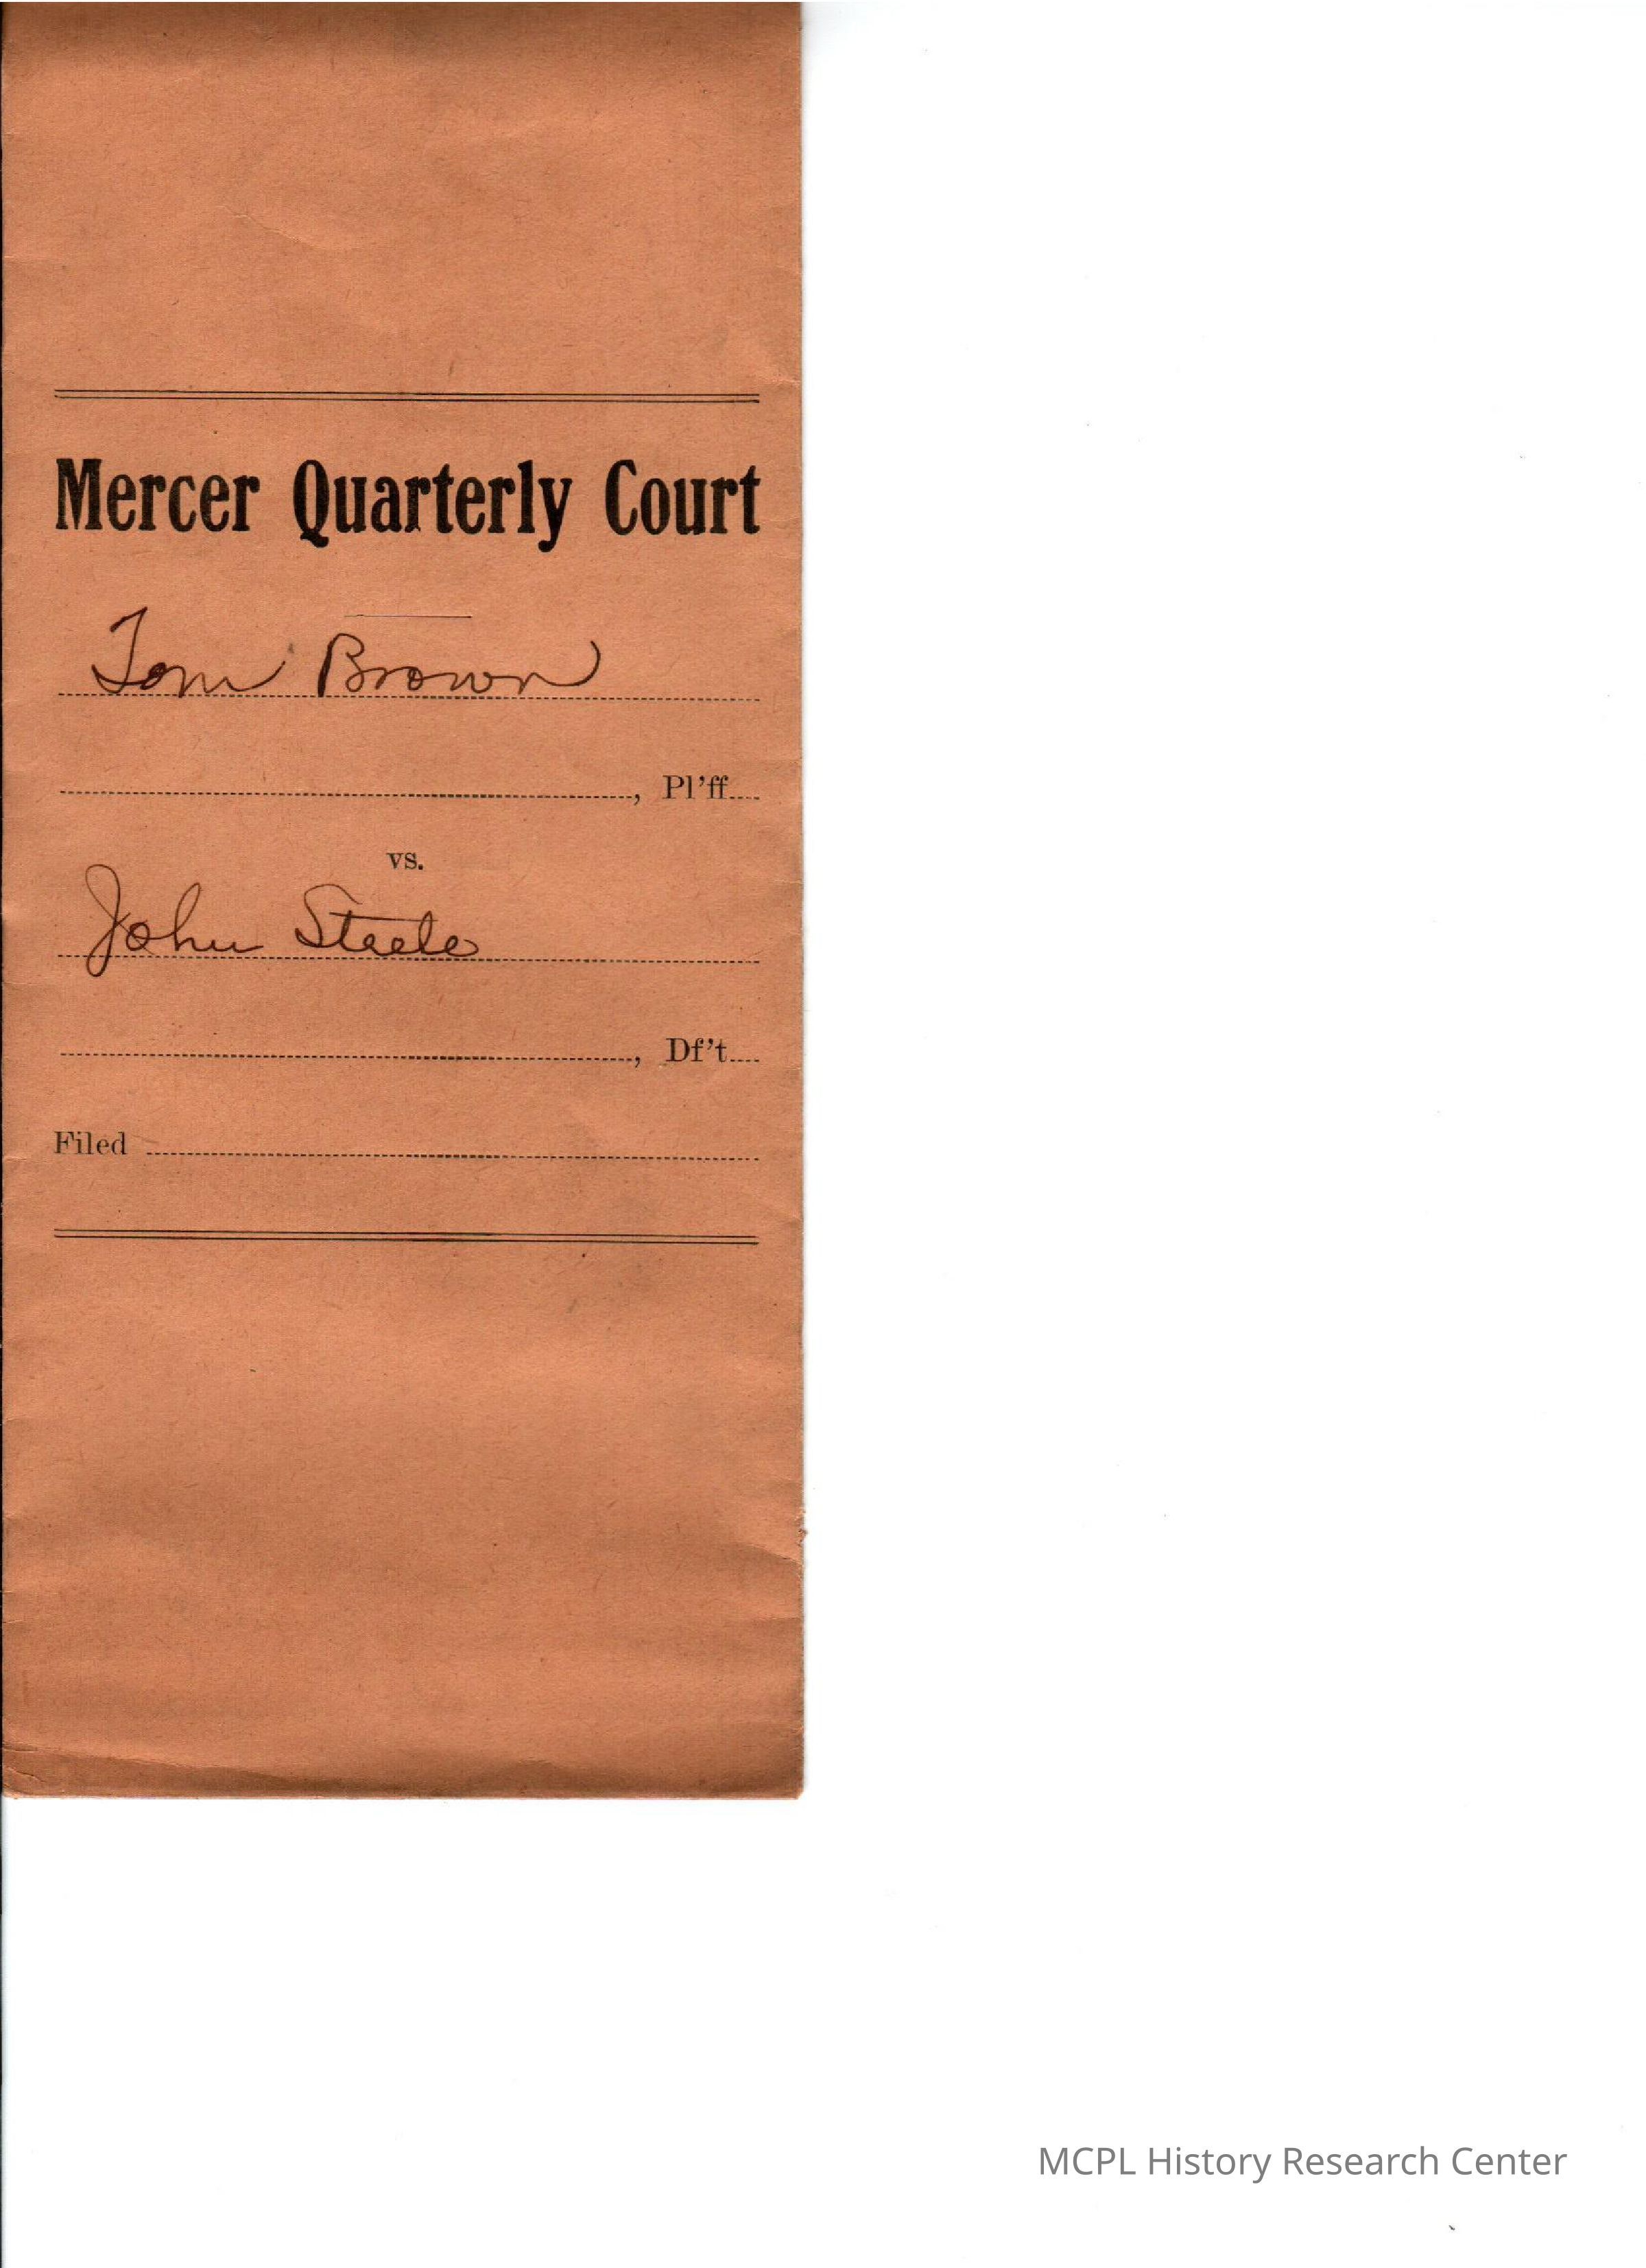 Mercer Quarterly Court
Tom Brown
, Pl'ff
vs.
John Steele
, Df't
Filed
MCPL History Research Center